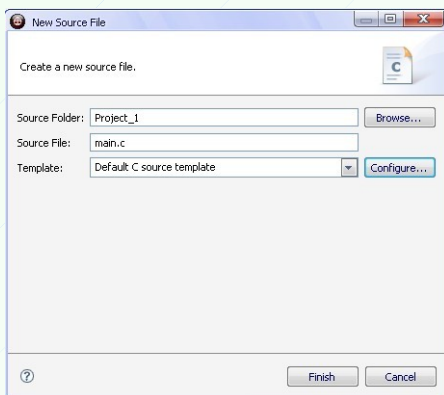 New Source File
Create a new source file.
Source Folder: Project_1 Browse...
Source File: main.c
Template: Default C source template Configure...
Finish Cancel